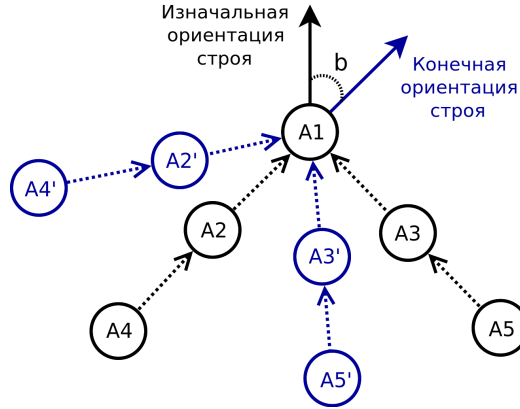 Изначальная
ориентация
строя
b
Конечная
ориентация
строя
A1
A2'
A4'
A2
A3
A3'
A4
A5
A5'